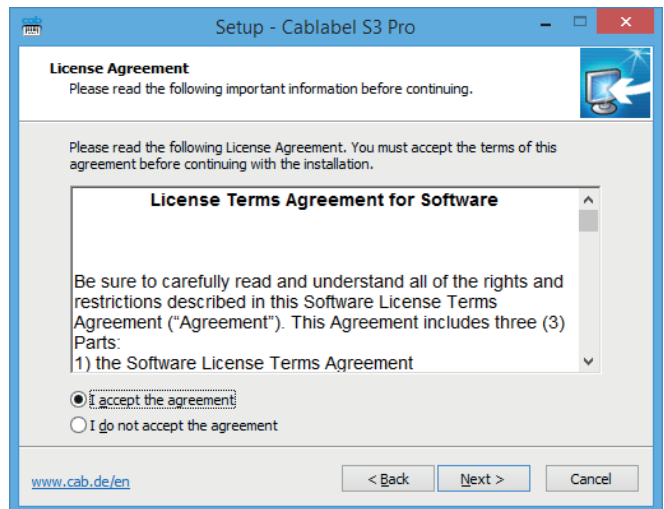 cab
Setup - Cablabel S3 Pro
License Agreement
Please read the following important information before continuing.
Please read the following License Agreement. You must accept the terms of this
agreement before continuing with the installation.
License Terms Agreement for Software
Be sure to carefully read and understand all of the rights and
restrictions described in this Software License Terms
Agreement (“Agreement”). This Agreement includes three (3)
Parts:
1) the Software License Terms Agreement
I accept the agreement
I do not accept the agreement
www.cab.de/en
< Back
Next >
Cancel